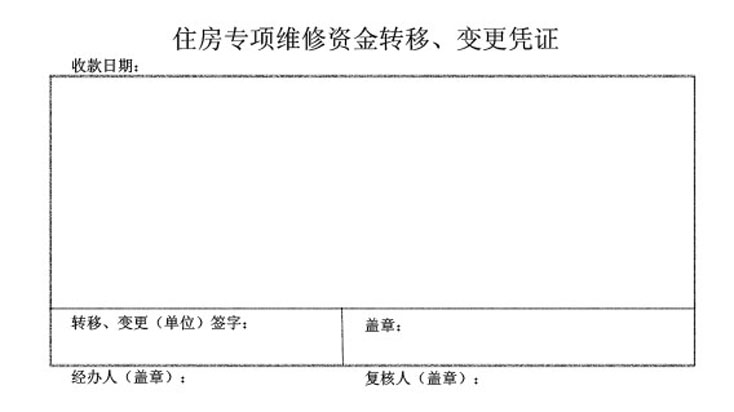 住房专项维修资金转移、变更凭证
收款日期：
转移、变更（单位）签字：
盖章：
经办人（盖章）：
复核人（盖章）：